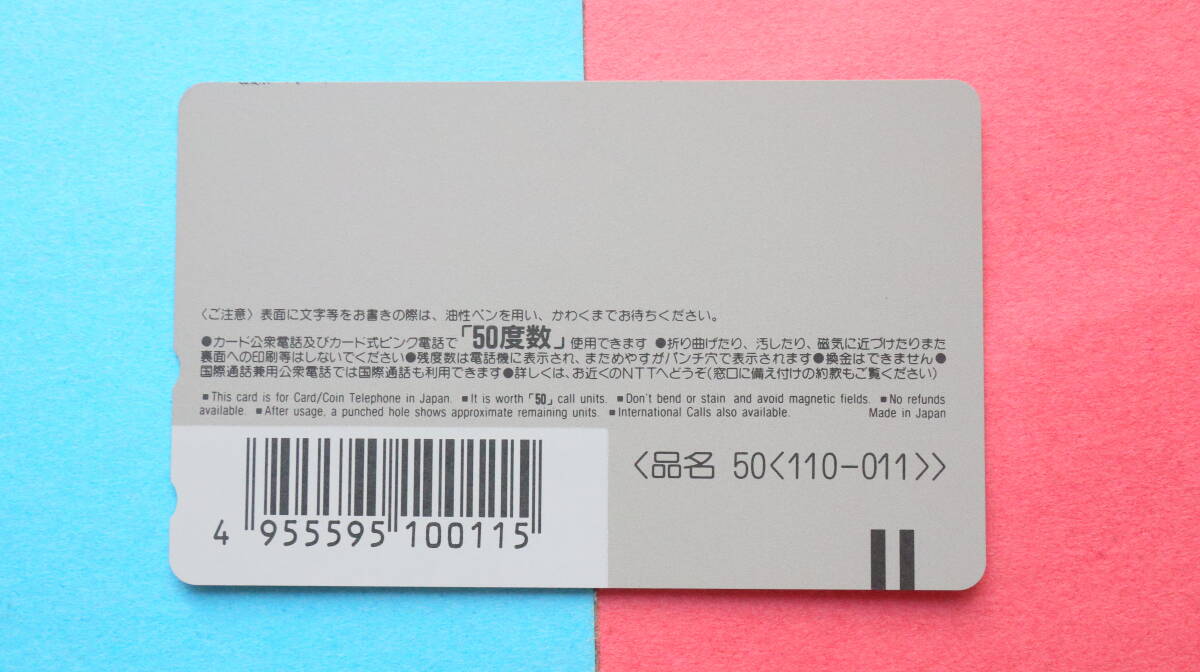 〈ご注意〉表面に文字等をお書きの際は、油性ペンを用い、かわくまでお待ちください。
●カード公衆電話及びカード式ピンク電話で「50度数」使用できます ●折り曲げたり、汚したり、磁気に近づけたりまた
裏面への印刷等はしないでください●残度数は電話機に表示され、まためやすがパンチ穴で表示されます●換金はできません●
国際通話兼用公衆電話では国際通話も利用できます●詳しくは、お近くのNTTへどうぞ(窓口に備え付けの約款もご覧ください)
■This card is for Card/Coin Telephone in Japan. ■It is worth「50」call units. ■Don't bend or stain and avoid magnetic fields. ■No refunds
available. ■After usage, a punched hole shows approximate remaining units. ■International Calls also available. Made in Japan
〈品名 50〈110-011〉〉
4 955595 100115